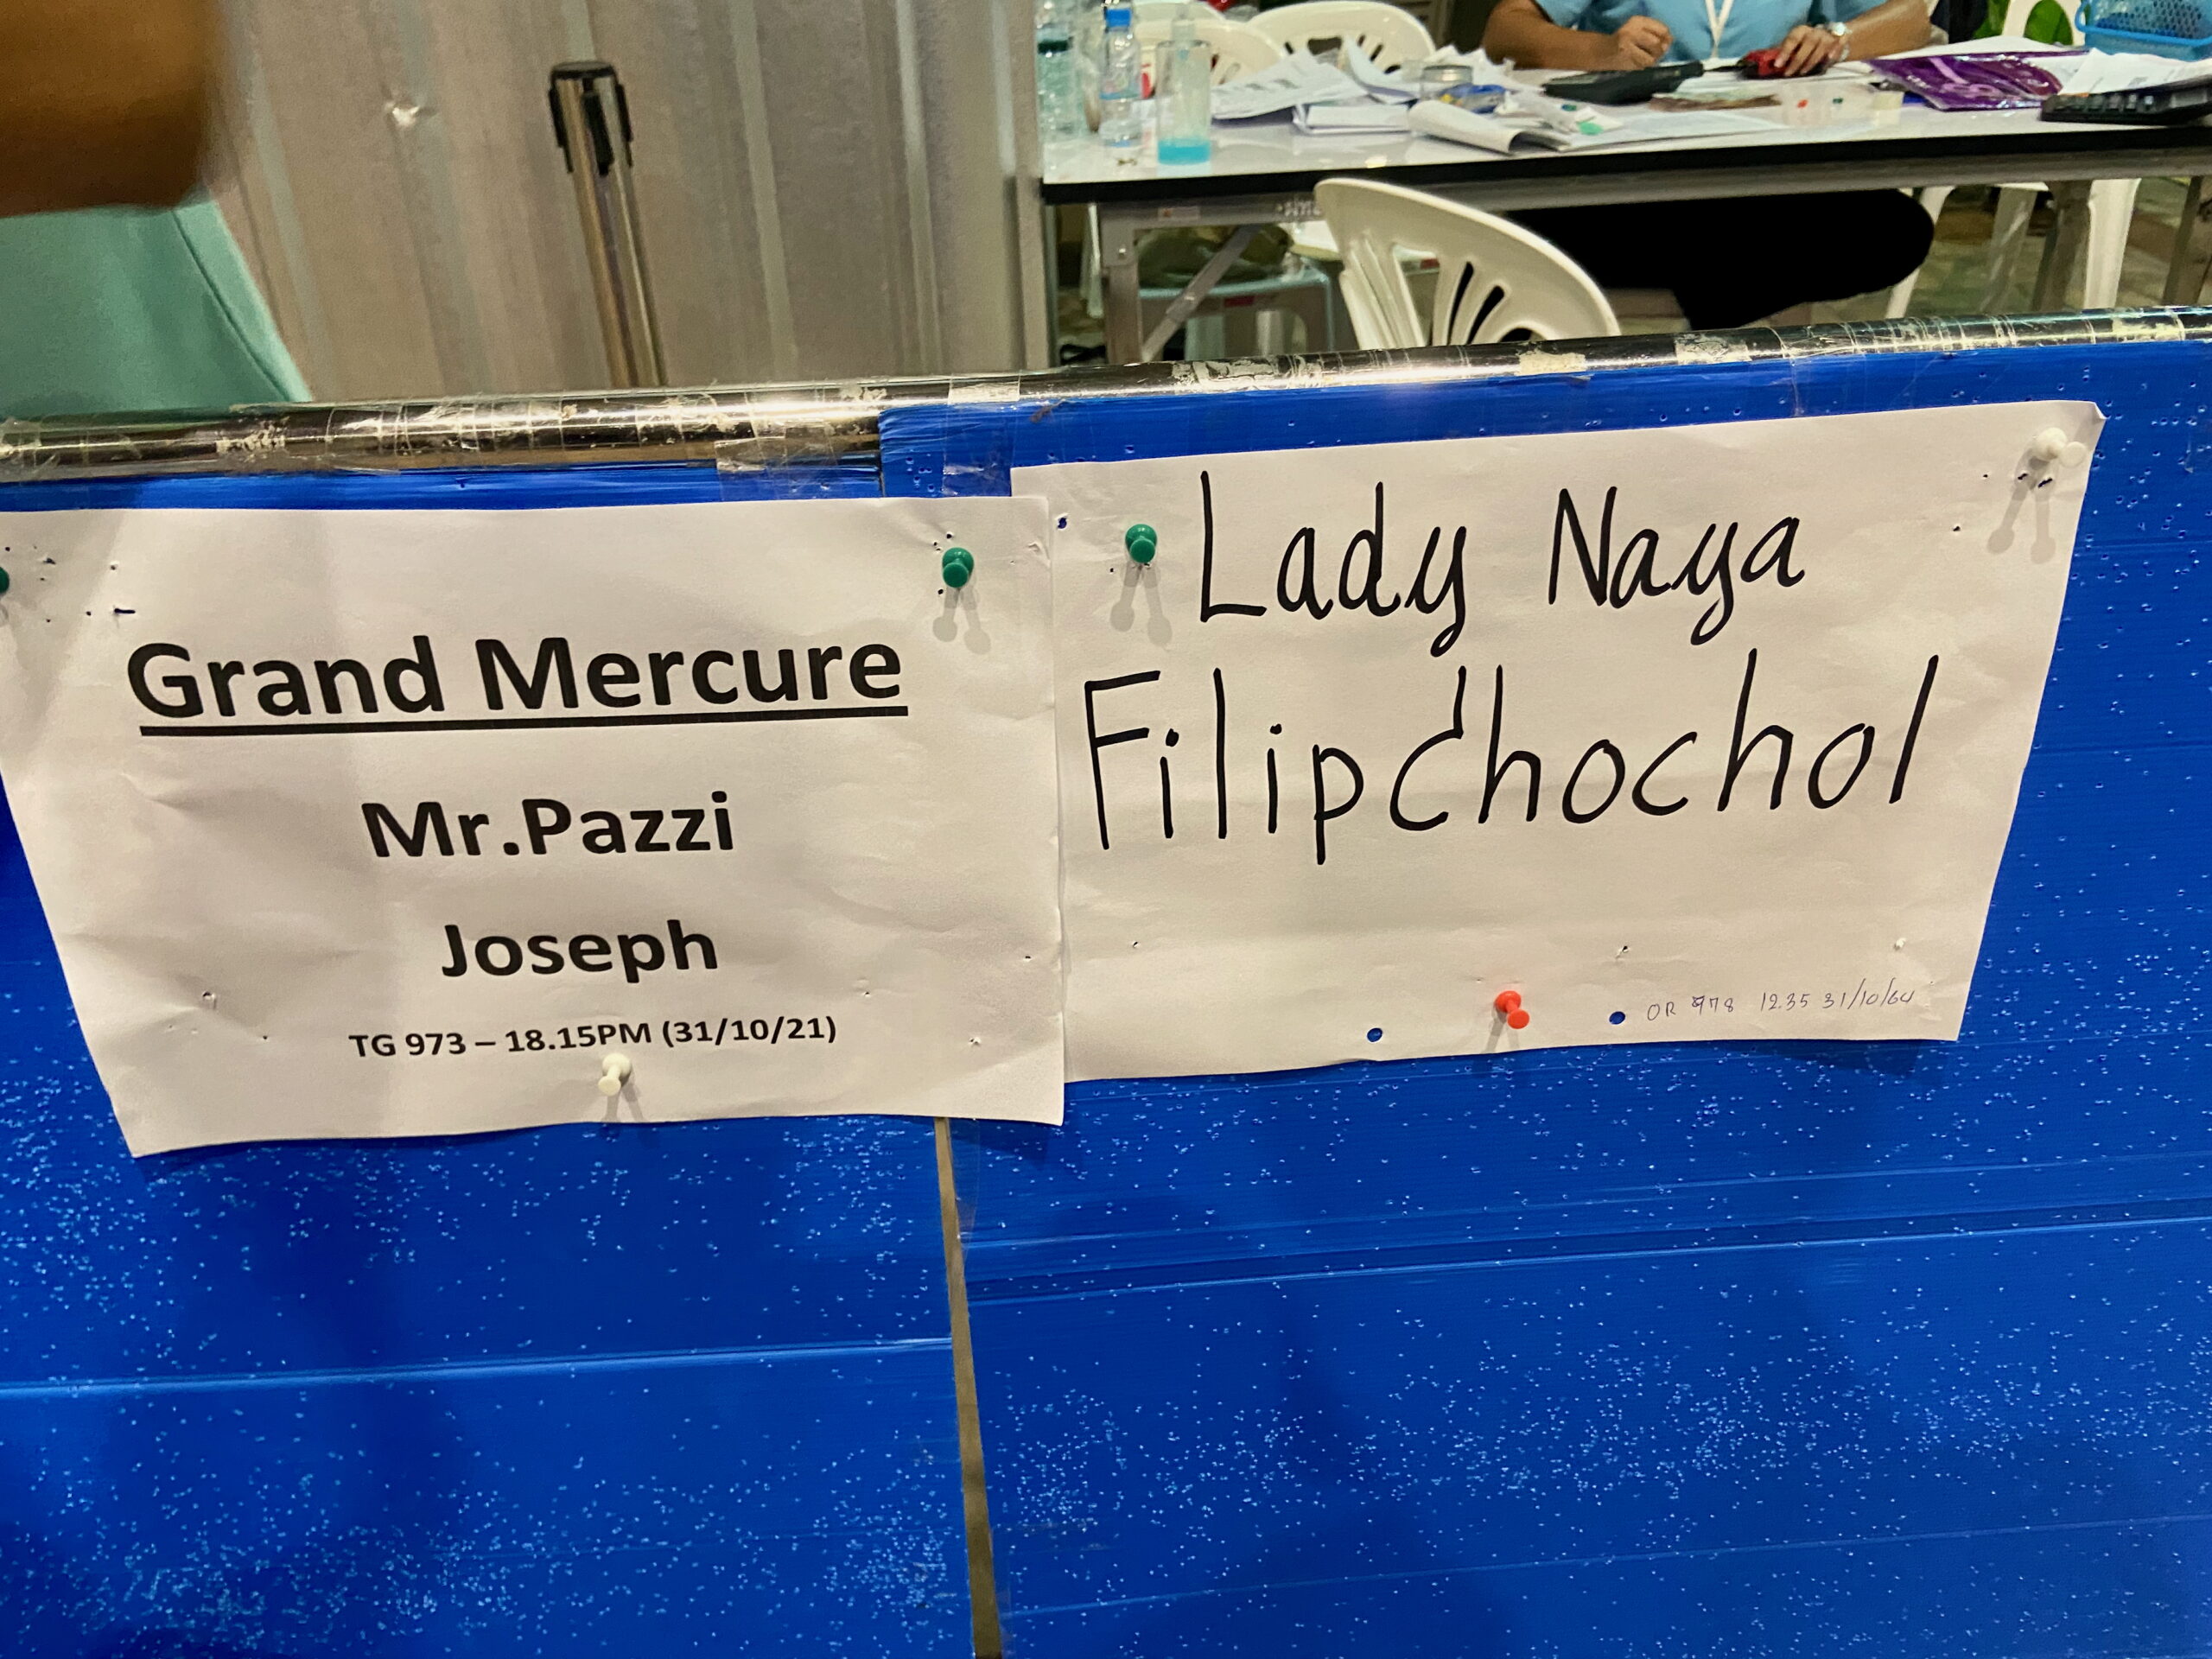 Grand Mercure
Mr.Pazzi
Joseph
TG 973 – 18.15PM (31/10/21)
Lady Naya
Filipchochol
12.35 31/10/64